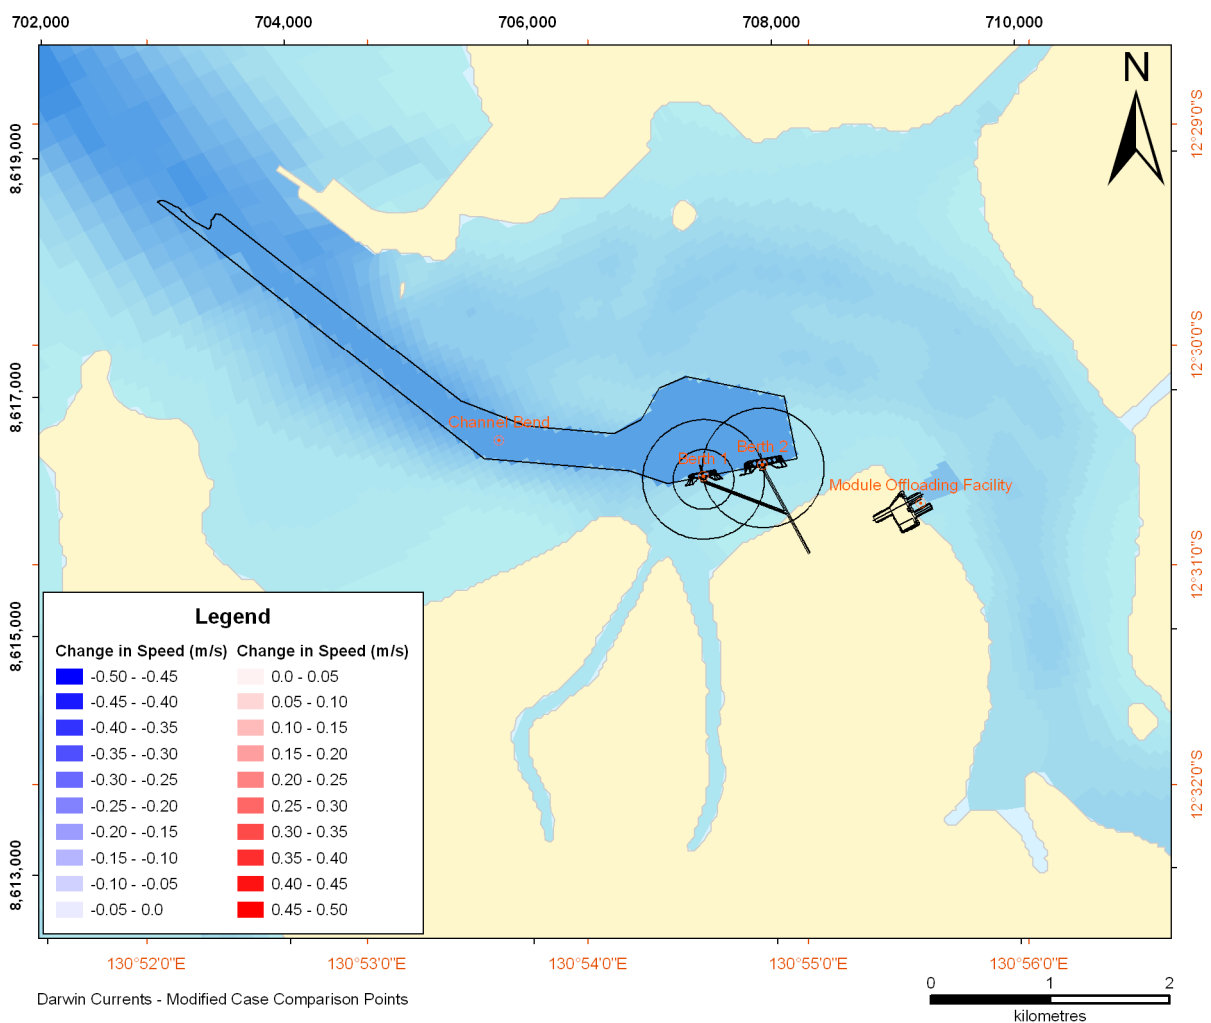 702,000 704,000 706,000 708,000 710,000
N
12°29'0"S
8,619,000
12°30'0"S
8,617,000
Channel Bend
Berth 1
Berth 2
Module Offloading Facility
12°31'0"S
8,615,000
Legend
Change in Speed (m/s) Change in Speed (m/s)
-0.50 - -0.45 0.0 - 0.05
-0.45 - -0.40 0.05 - 0.10
-0.40 - -0.35 0.10 - 0.15
-0.35 - -0.30 0.15 - 0.20
-0.30 - -0.25 0.20 - 0.25
-0.25 - -0.20 0.25 - 0.30
-0.20 - -0.15 0.30 - 0.35
-0.15 - -0.10 0.35 - 0.40
-0.10 - -0.05 0.40 - 0.45
-0.05 - 0.0 0.45 - 0.50
12°32'0"S
8,613,000
130°52'0"E 130°53'0"E 130°54'0"E 130°55'0"E 130°56'0"E
Darwin Currents - Modified Case Comparison Points
0 1 2
kilometres